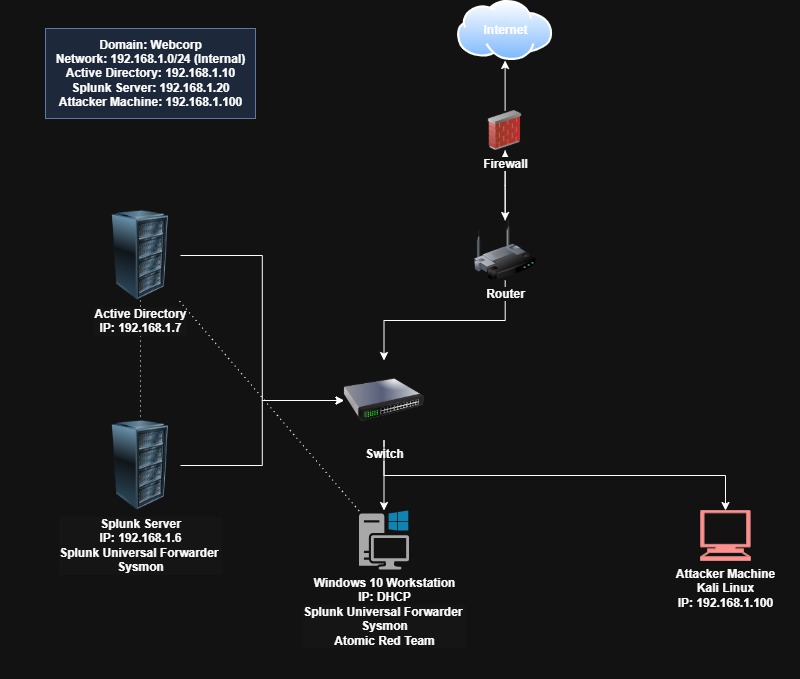 Domain: Webcorp
Network: 192.168.1.0/24 (Internal)
Active Directory: 192.168.1.10
Splunk Server: 192.168.1.20
Attacker Machine: 192.168.1.100
Internet
Firewall
Router
Active Directory
IP: 192.168.1.7
Switch
Splunk Server
IP: 192.168.1.6
Splunk Universal Forwarder
Sysmon
Windows 10 Workstation
IP: DHCP
Splunk Universal Forwarder
Sysmon
Atomic Red Team
Attacker Machine
Kali Linux
IP: 192.168.1.100